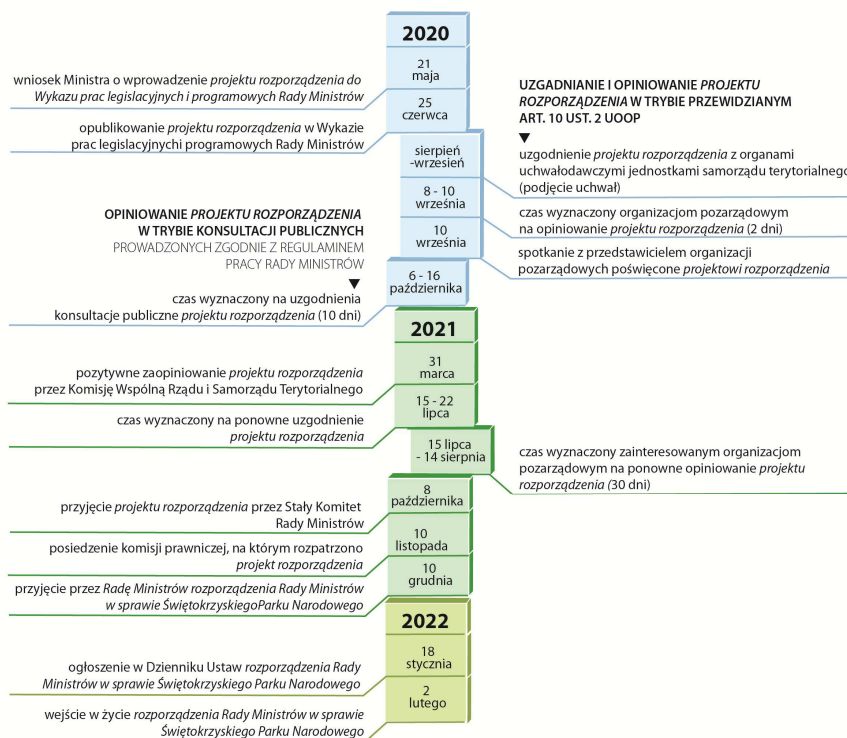 2020
21
maja
wniosek Ministra o wprowadzenie projektu rozporządzenia do
Wykazu prac legislacyjnych i programowych Rady Ministrów
25
czerwca
opublikowanie projektu rozporządzenia w Wykazie
prac legislacyjnychi programowych Rady Ministrów
UZGADNIANIE I OPINIOWANIE PROJEKTU
ROZPORZĄDZENIA W TRYBIE PRZEWIDZIANYM
ART. 10 UST. 2 UOOP
sierpień
-wrzesień
uzgodnienie projektu rozporządzenia z organami
uchwałodawczymi jednostkami samorządu terytorialnego
(podjęcie uchwał)
8 - 10
września
czas wyznaczony organizacjom pozarządowym
na opiniowanie projektu rozporządzenia (2 dni)
10
września
spotkanie z przedstawicielem organizacji
pozarządowych poświęcone projektowi rozporządzenia
OPINIOWANIE PROJEKTU ROZPORZĄDZENIA
W TRYBIE KONSULTACJI PUBLICZNYCH
PROWADZONYCH ZGODNIE Z REGULAMINEM
PRACY RADY MINISTRÓW
6 - 16
października
czas wyznaczony na uzgodnienia
konsultacje publiczne projektu rozporządzenia (10 dni)
2021
31
marca
pozytywne zaopiniowanie projektu rozporządzenia
przez Komisję Wspólną Rządu i Samorządu Terytorialnego
15 - 22
lipca
czas wyznaczony na ponowne uzgodnienie
projektu rozporządzenia
15 lipca
- 14 sierpnia
czas wyznaczony zainteresowanym organizacjom
pozarządowym na ponowne opiniowanie projektu
rozporządzenia (30 dni)
8
października
przyjęcie projektu rozporządzenia przez Stały Komitet
Rady Ministrów
10
listopada
posiedzenie komisji prawniczej, na którym rozpatrzono
projekt rozporządzenia
10
grudnia
przyjęcie przez Radę Ministrów rozporządzenia Rady Ministrów
w sprawie ŚwiętokrzyskiegoParku Narodowego
2022
18
stycznia
ogłoszenie w Dzienniku Ustaw rozporządzenia Rady
Ministrów w sprawie Świętokrzyskiego Parku Narodowego
2
lutego
wejście w życie rozporządzenia Rady Ministrów w sprawie
Świętokrzyskiego Parku Narodowego